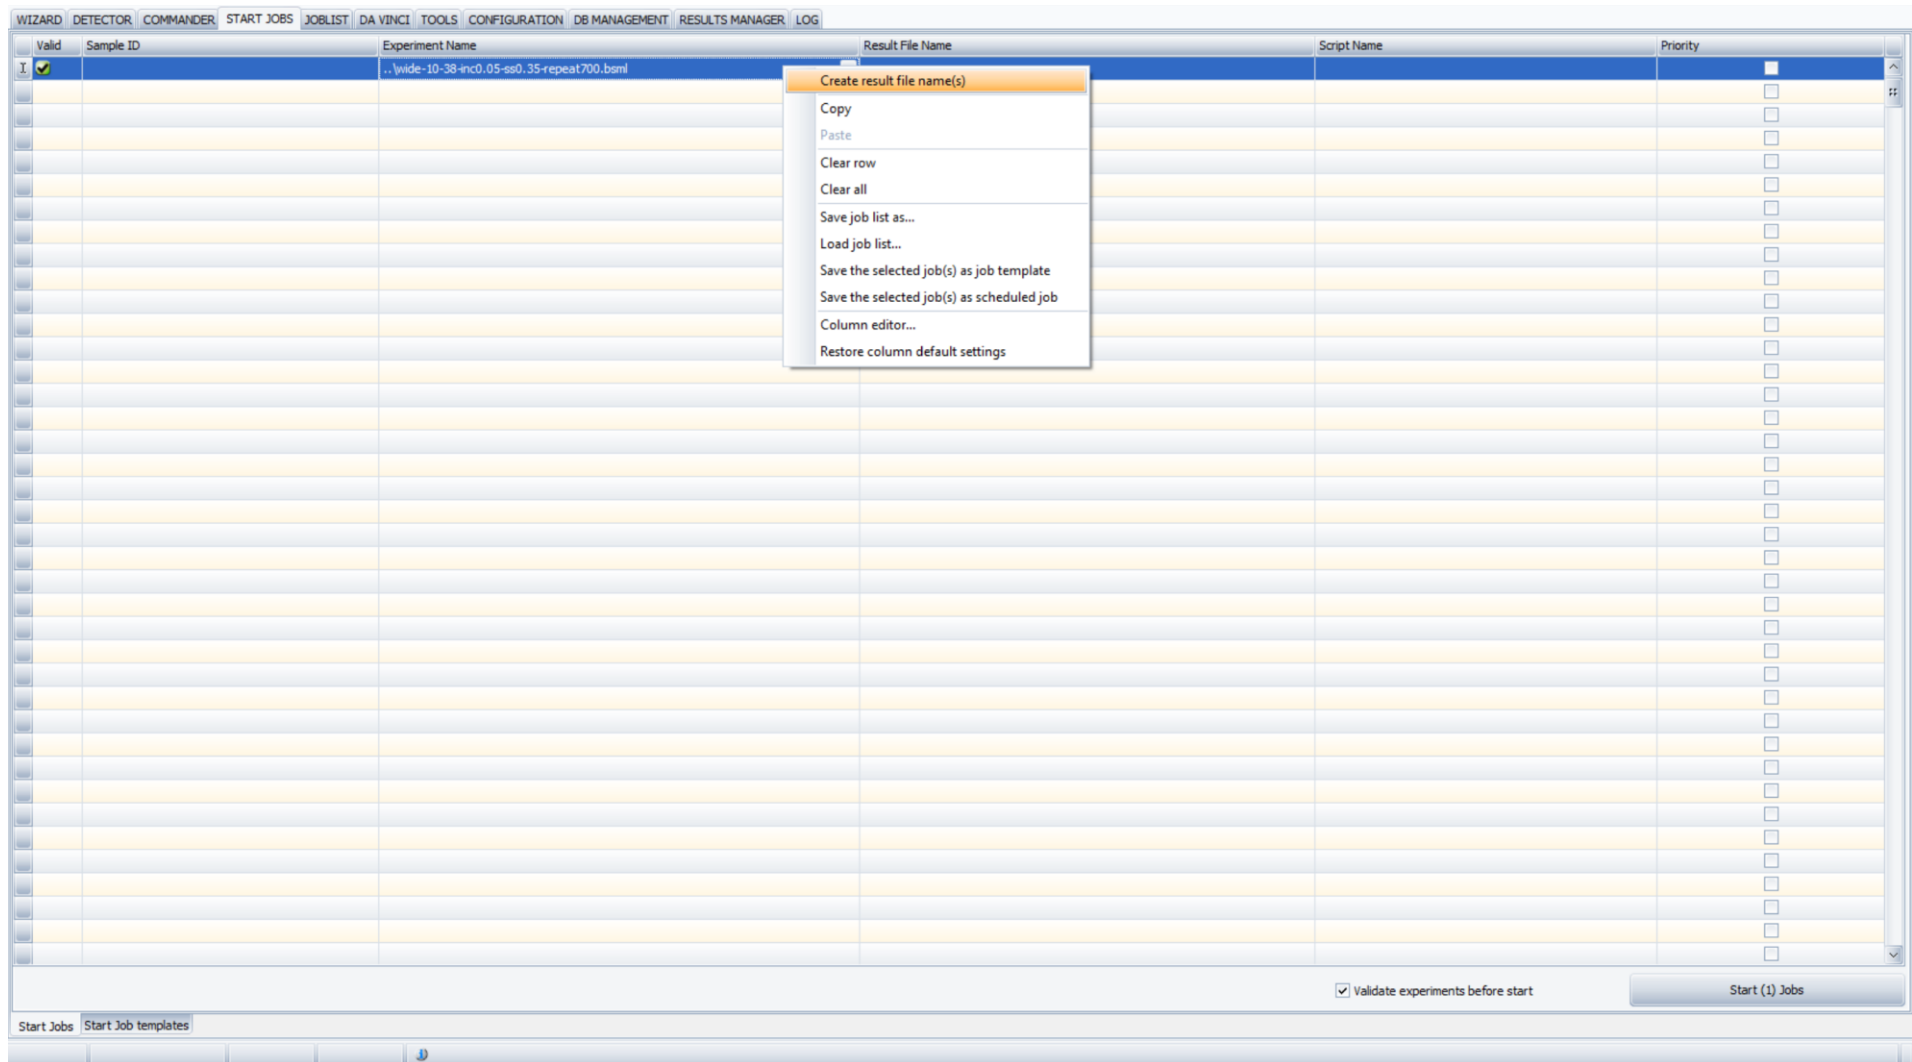 WIZARD DETECTOR COMMANDER START JOBS JOBLIST DA VINCI TOOLS CONFIGURATION DB MANAGEMENT RESULTS MANAGER LOG
Valid Sample ID Experiment Name Result File Name Script Name Priority
..\wide-10-38-inc0.05-ss0.35-repeat700.bsml
Create result file name(s)
Copy
Paste
Clear row
Clear all
Save job list as...
Load job list...
Save the selected job(s) as job template
Save the selected job(s) as scheduled job
Column editor...
Restore column default settings
Validate experiments before start Start (1) Jobs
Start Jobs Start Job templates